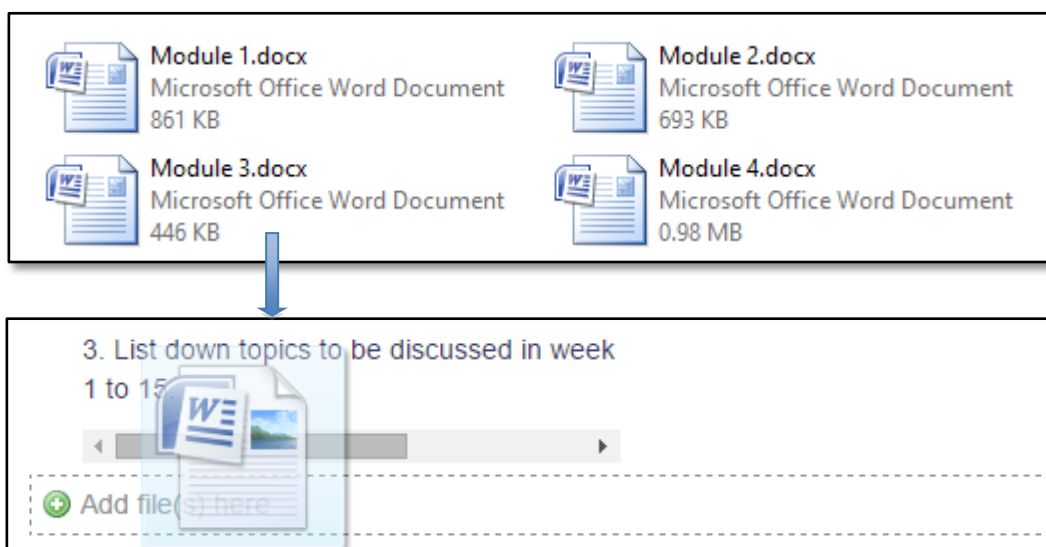 Module 1.docx
Microsoft Office Word Document
861 KB
Module 2.docx
Microsoft Office Word Document
693 KB
Module 3.docx
Microsoft Office Word Document
446 KB
Module 4.docx
Microsoft Office Word Document
0.98 MB
3. List down topics to be discussed in week
1 to 15
Add file(s) here